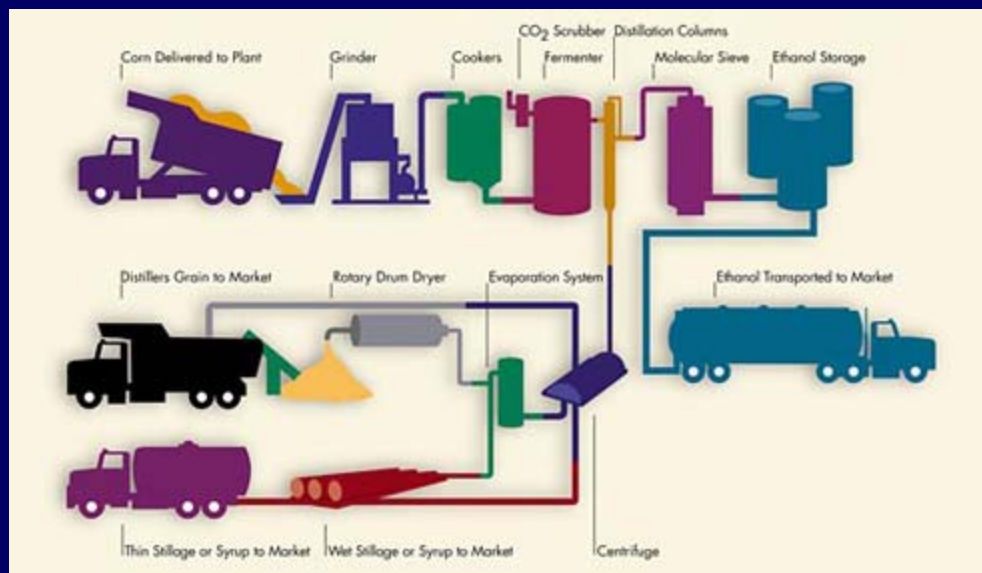 CO2 Scrubber
Distillation Columns
Corn Delivered to Plant
Grinder
Cookers
Fermenter
Molecular Sieve
Ethanol Storage
Distillers Grain to Market
Rotary Drum Dryer
Evaporation System
Ethanol Transported to Market
Thin Stillage or Syrup to Market
Wet Stillage or Syrup to Market
Centrifuge